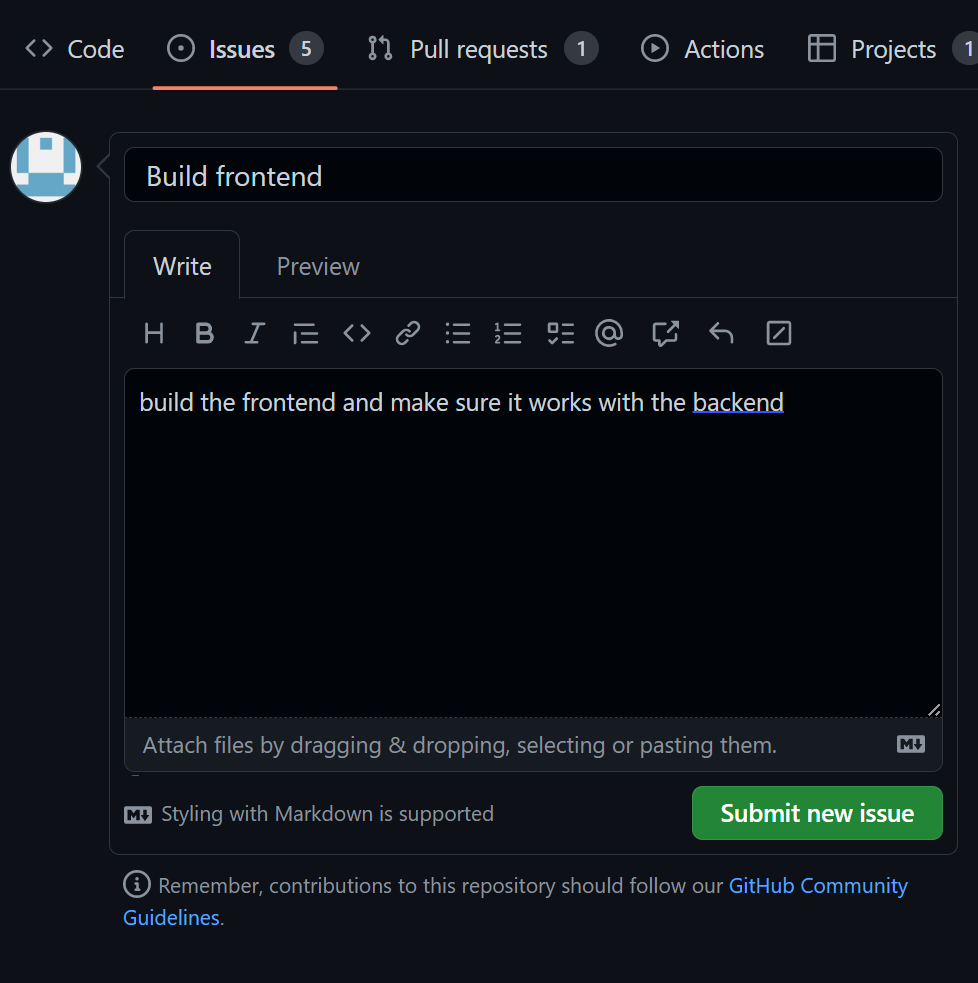 Code Issues 5 Pull requests 1 Actions Projects 1
Build frontend
Write Preview
build the frontend and make sure it works with the backend
Attach files by dragging & dropping, selecting or pasting them.
Styling with Markdown is supported
Submit new issue
Remember, contributions to this repository should follow our GitHub Community
Guidelines.